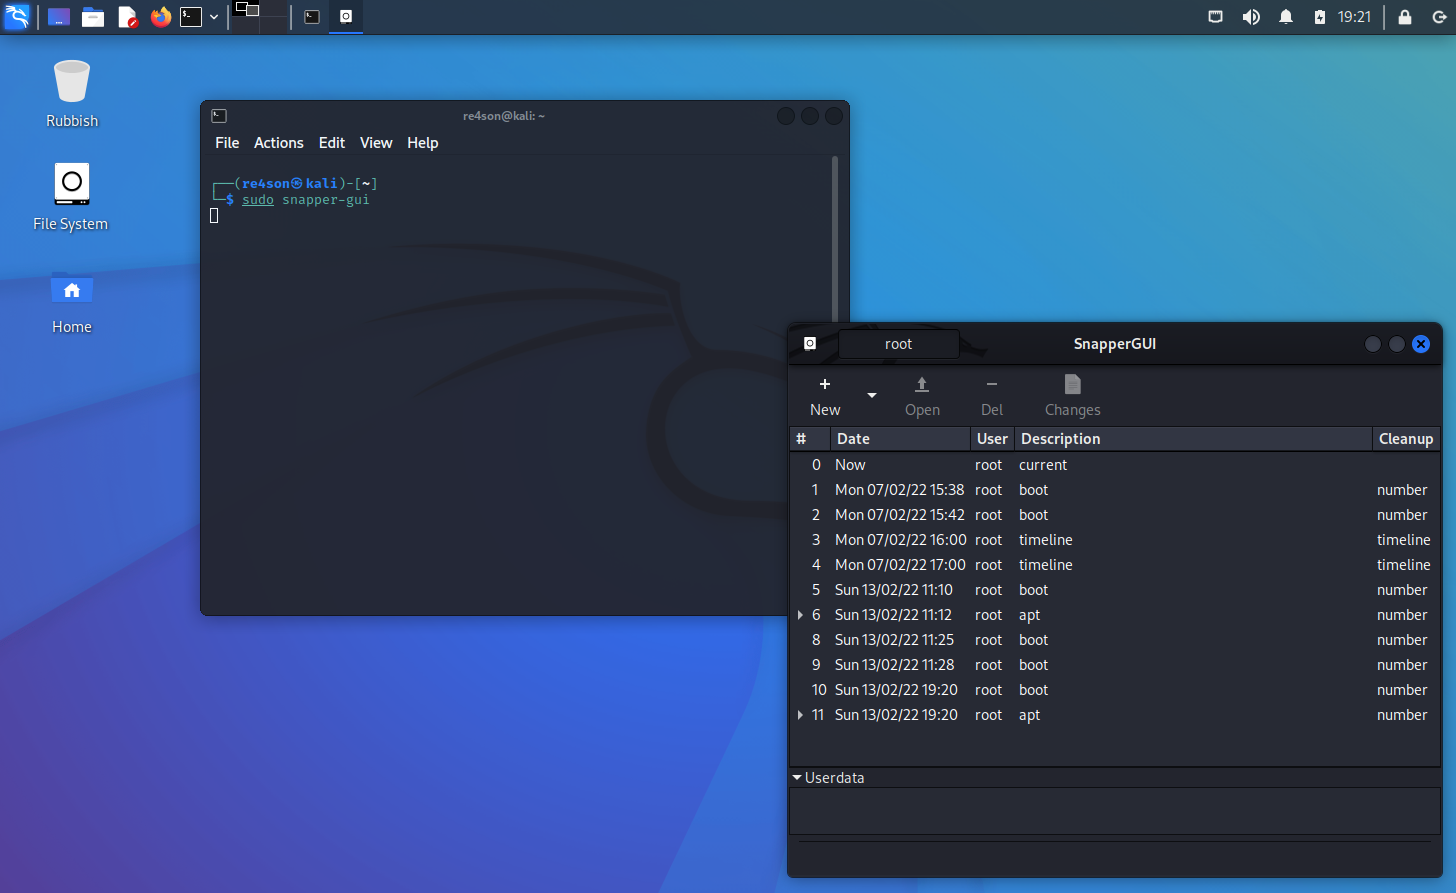 19:21
Rubbish
File System
Home
re4son@kali: ~
File Actions Edit View Help
┌──(re4son㉿kali)-[~]
└─$ sudo snapper-gui
root SnapperGUI
New Open Del Changes
# Date User Description Cleanup
0 Now root current
1 Mon 07/02/22 15:38 root boot number
2 Mon 07/02/22 15:42 root boot number
3 Mon 07/02/22 16:00 root timeline timeline
4 Mon 07/02/22 17:00 root timeline timeline
5 Sun 13/02/22 11:10 root boot number
6 Sun 13/02/22 11:12 root apt number
8 Sun 13/02/22 11:25 root boot number
9 Sun 13/02/22 11:28 root boot number
10 Sun 13/02/22 19:20 root boot number
11 Sun 13/02/22 19:20 root apt number
Userdata